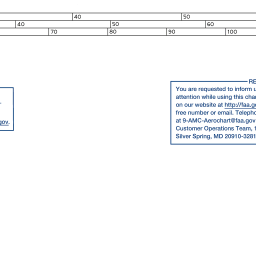 40 50
40 50 60
70 80 90 100
RE
You are requested to inform u
attention while using this cha
on our website at http://faa.g
free number or email. Telepho
at 9-AMC-Aerochart@faa.gov
Customer Operations Team, 1
Silver Spring, MD 20910-3281
gov.